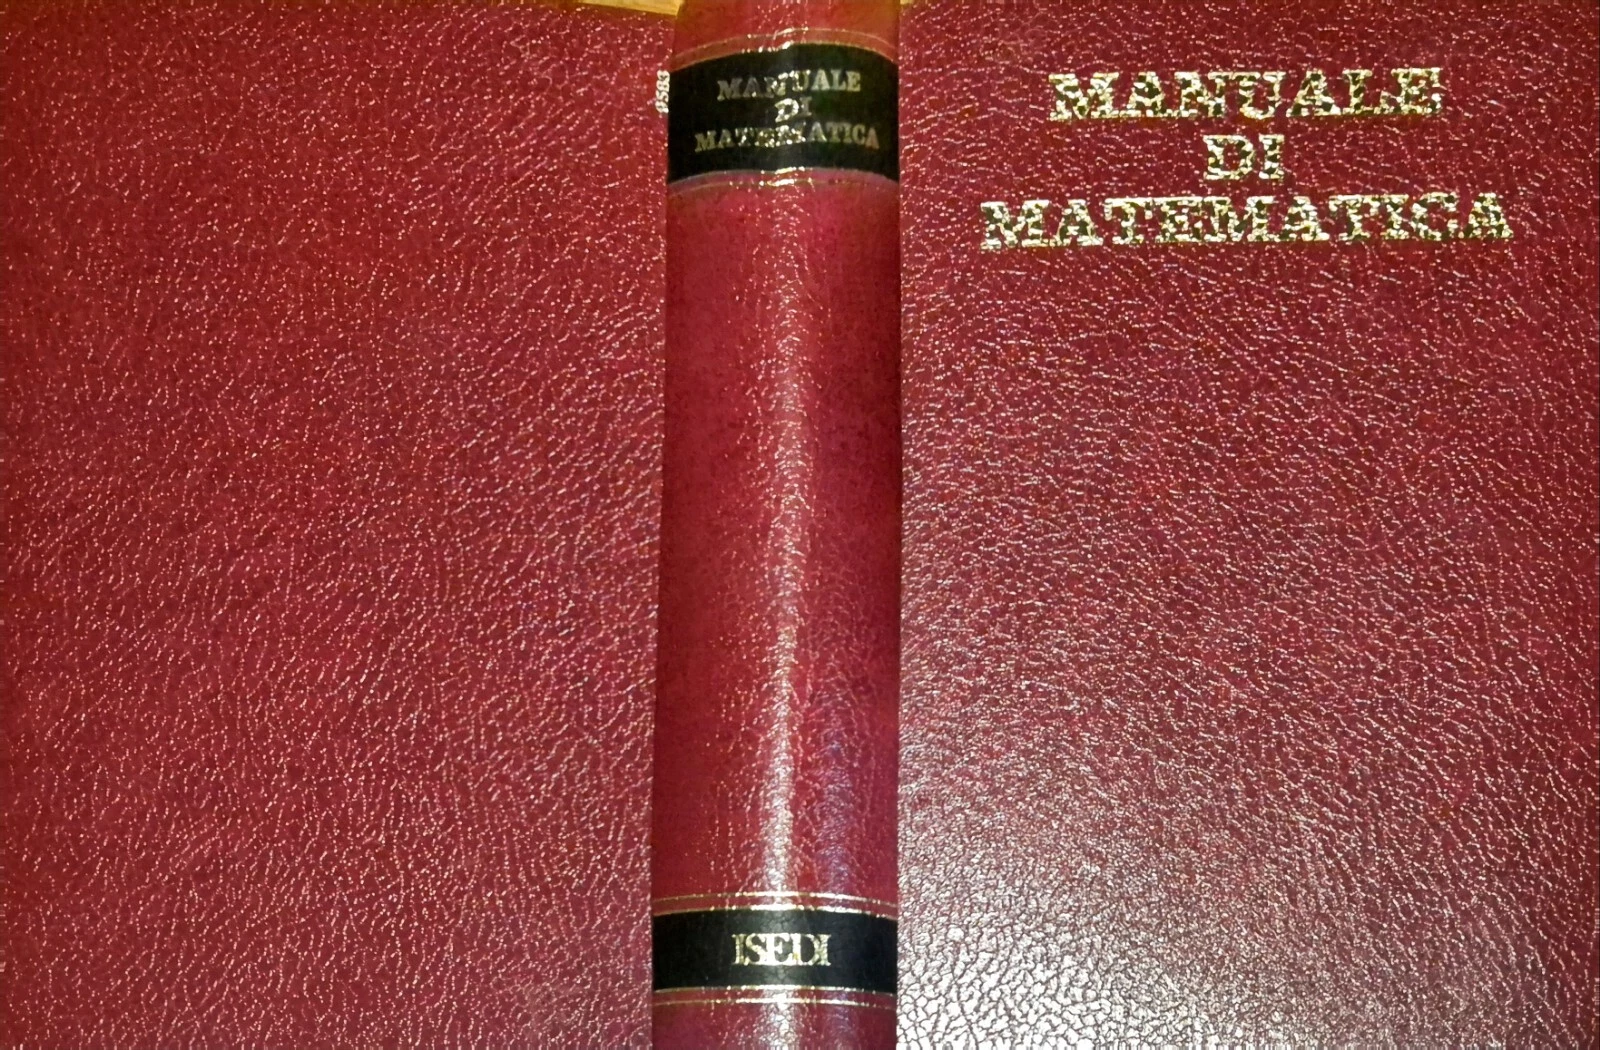 MANUALE
DI
MATEMATICA
ISEDI
MANUALE
DI
MATEMATICA